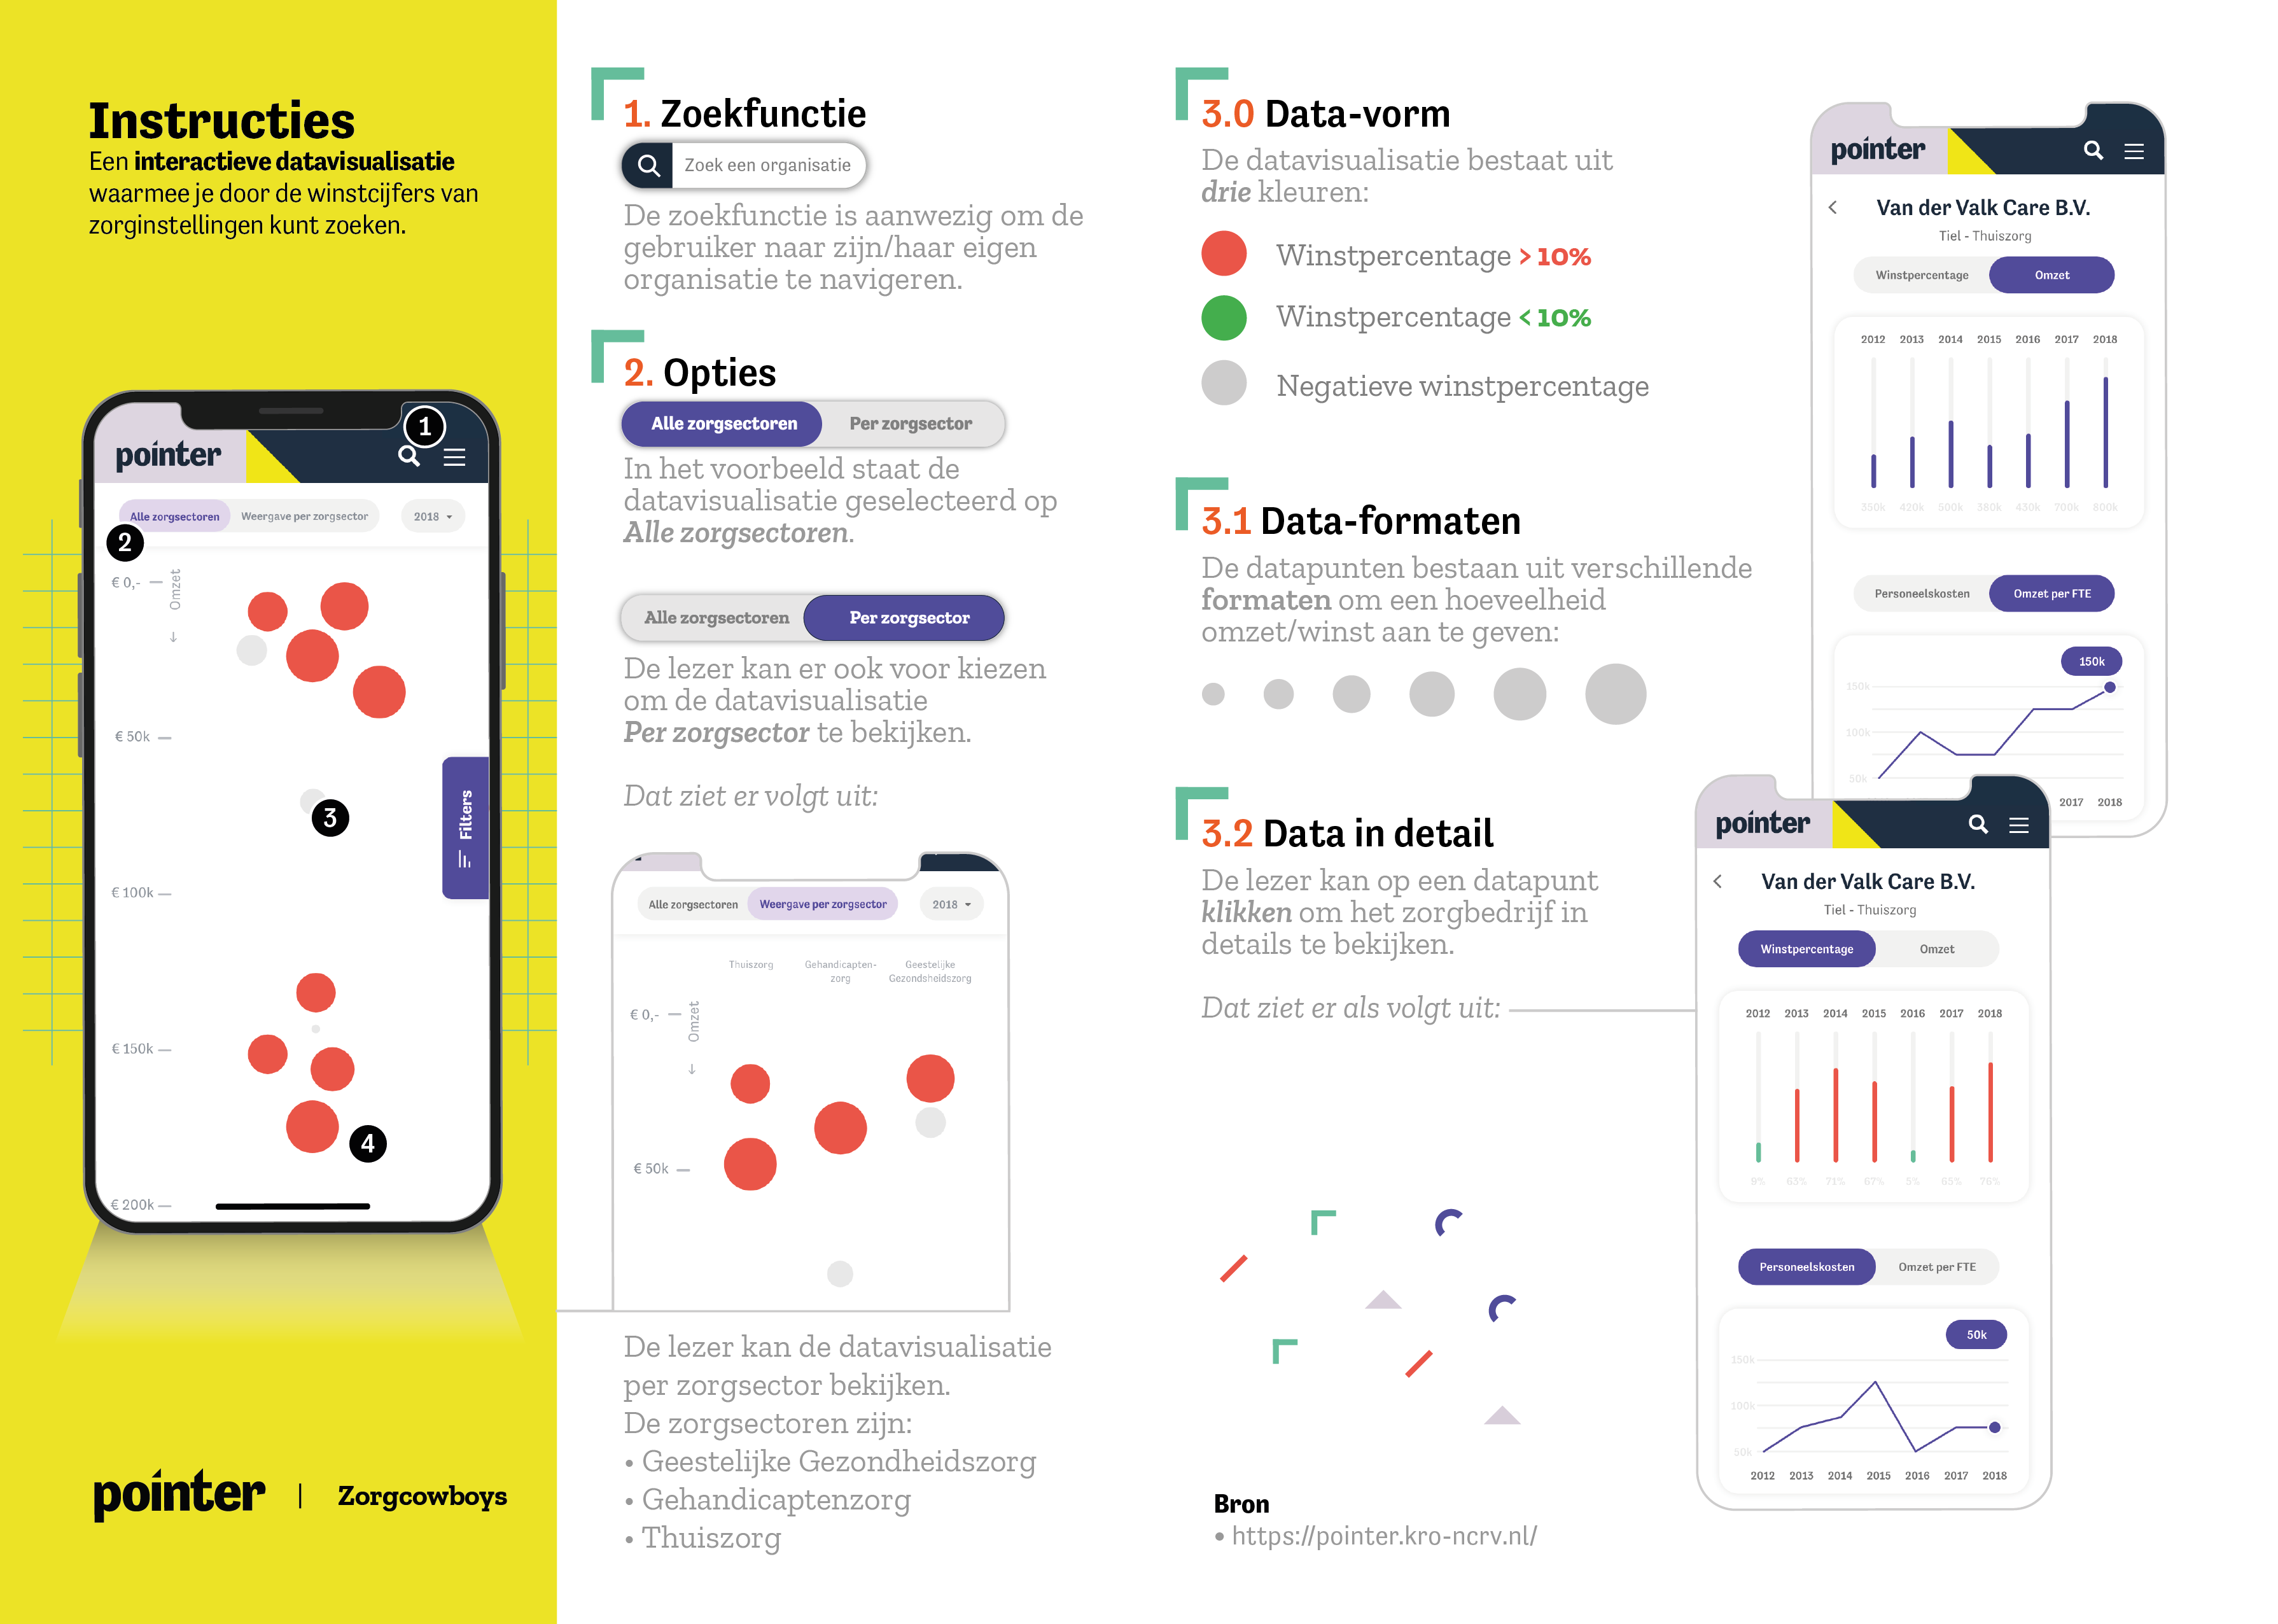 Instructies
Een interactieve datavisualisatie
waarmee je door de winstcijfers van
zorginstellingen kunt zoeken.
1
pointer
Alle zorgsectoren Weergave per zorgsector 2018
2
€ 0,-
Omzet
€ 50k
3
Filters
€ 100k
€ 150k
4
€ 200k
pointer | Zorgcowboys
1. Zoekfunctie
Zoek een organisatie
De zoekfunctie is aanwezig om de
gebruiker naar zijn/haar eigen
organisatie te navigeren.
2. Opties
Alle zorgsectoren Per zorgsector
In het voorbeeld staat de
datavisualisatie geselecteerd op
Alle zorgsectoren.
Alle zorgsectoren Per zorgsector
De lezer kan er ook voor kiezen
om de datavisualisatie
Per zorgsector te bekijken.
Dat ziet er volgt uit:
Alle zorgsectoren Weergave per zorgsector 2018
Thuiszorg Gehandicapten- Geestelijke
zorg Gezondsheidszorg
€ 0,-
Omzet
€ 50k
De lezer kan de datavisualisatie
per zorgsector bekijken.
De zorgsectoren zijn:
• Geestelijke Gezondheidszorg
• Gehandicaptenzorg
• Thuiszorg
3.0 Data-vorm
De datavisualisatie bestaat uit
drie kleuren:
Winstpercentage > 10%
Winstpercentage < 10%
Negatieve winstpercentage
3.1 Data-formaten
De datapunten bestaan uit verschillende
formaten om een hoeveelheid
omzet/winst aan te geven:
3.2 Data in detail
De lezer kan op een datapunt
klikken om het zorgbedrijf in
details te bekijken.
Dat ziet er als volgt uit:
Bron
• https://pointer.kro-ncrv.nl/
pointer
Van der Valk Care B.V.
Tiel - Thuiszorg
Winstpercentage Omzet
2012 2013 2014 2015 2016 2017 2018
350k 420k 500k 380k 430k 700k 800k
Personeelskosten Omzet per FTE
150k
150k
100k
50k
2017 2018
pointer
Van der Valk Care B.V.
Tiel - Thuiszorg
Winstpercentage Omzet
2012 2013 2014 2015 2016 2017 2018
9% 63% 71% 67% 5% 65% 76%
Personeelskosten Omzet per FTE
50k
150k
100k
50k
2012 2013 2014 2015 2016 2017 2018